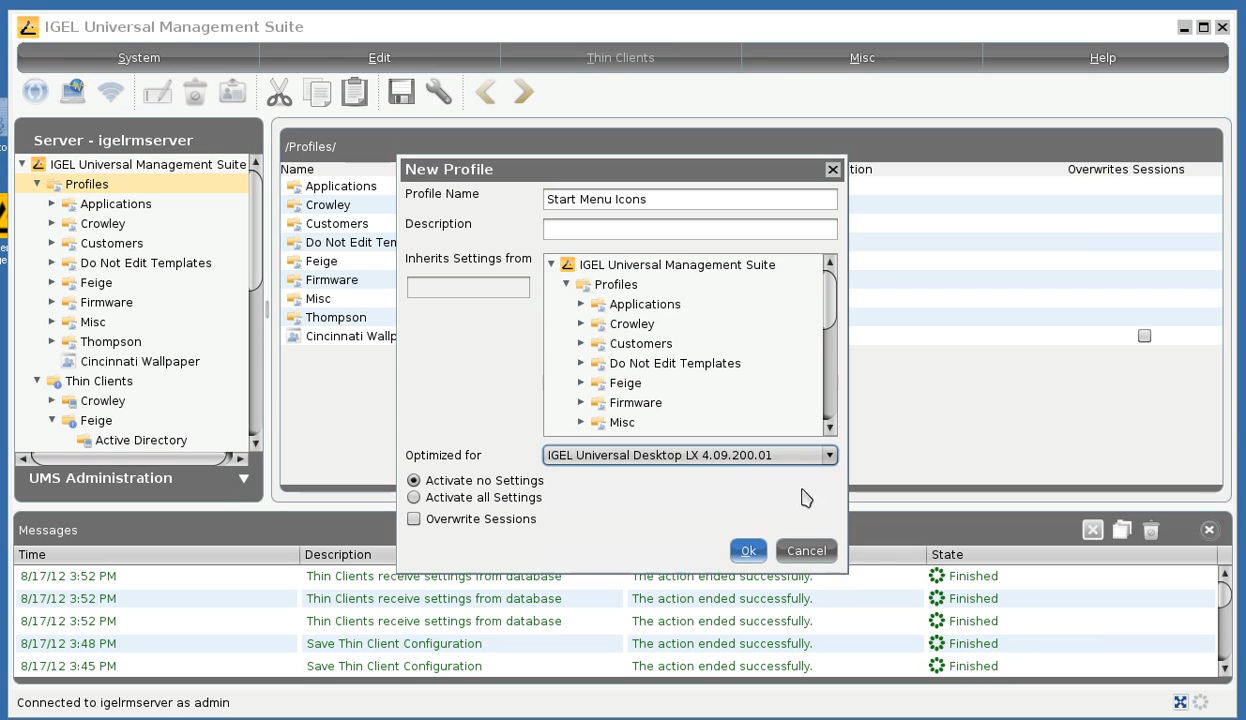 IGEL Universal Management Suite
System Edit Thin Clients Misc Help
Server - igelrmserver
IGEL Universal Management Suite
Profiles
Applications
Crowley
Customers
Do Not Edit Templates
Feige
Firmware
Misc
Thompson
Cincinnati Wallpaper
Thin Clients
Crowley
Feige
Active Directory
UMS Administration
/Profiles/
Name
tion
Overwrites Sessions
Applications
Crowley
Customers
Do Not Edit Tem
Feige
Firmware
Misc
Thompson
Cincinnati Wallp
New Profile
Profile Name
Start Menu Icons
Description
Inherits Settings from
IGEL Universal Management Suite
Profiles
Applications
Crowley
Customers
Do Not Edit Templates
Feige
Firmware
Misc
Optimized for
IGEL Universal Desktop LX 4.09.200.01
Activate no Settings
Activate all Settings
Overwrite Sessions
Ok Cancel
Messages
Time Description State
8/17/12 3:52 PM Thin Clients receive settings from database The action ended successfully. Finished
8/17/12 3:52 PM Thin Clients receive settings from database The action ended successfully. Finished
8/17/12 3:52 PM Thin Clients receive settings from database The action ended successfully. Finished
8/17/12 3:48 PM Save Thin Client Configuration The action ended successfully. Finished
8/17/12 3:45 PM Save Thin Client Configuration The action ended successfully. Finished
Connected to igelrmserver as admin